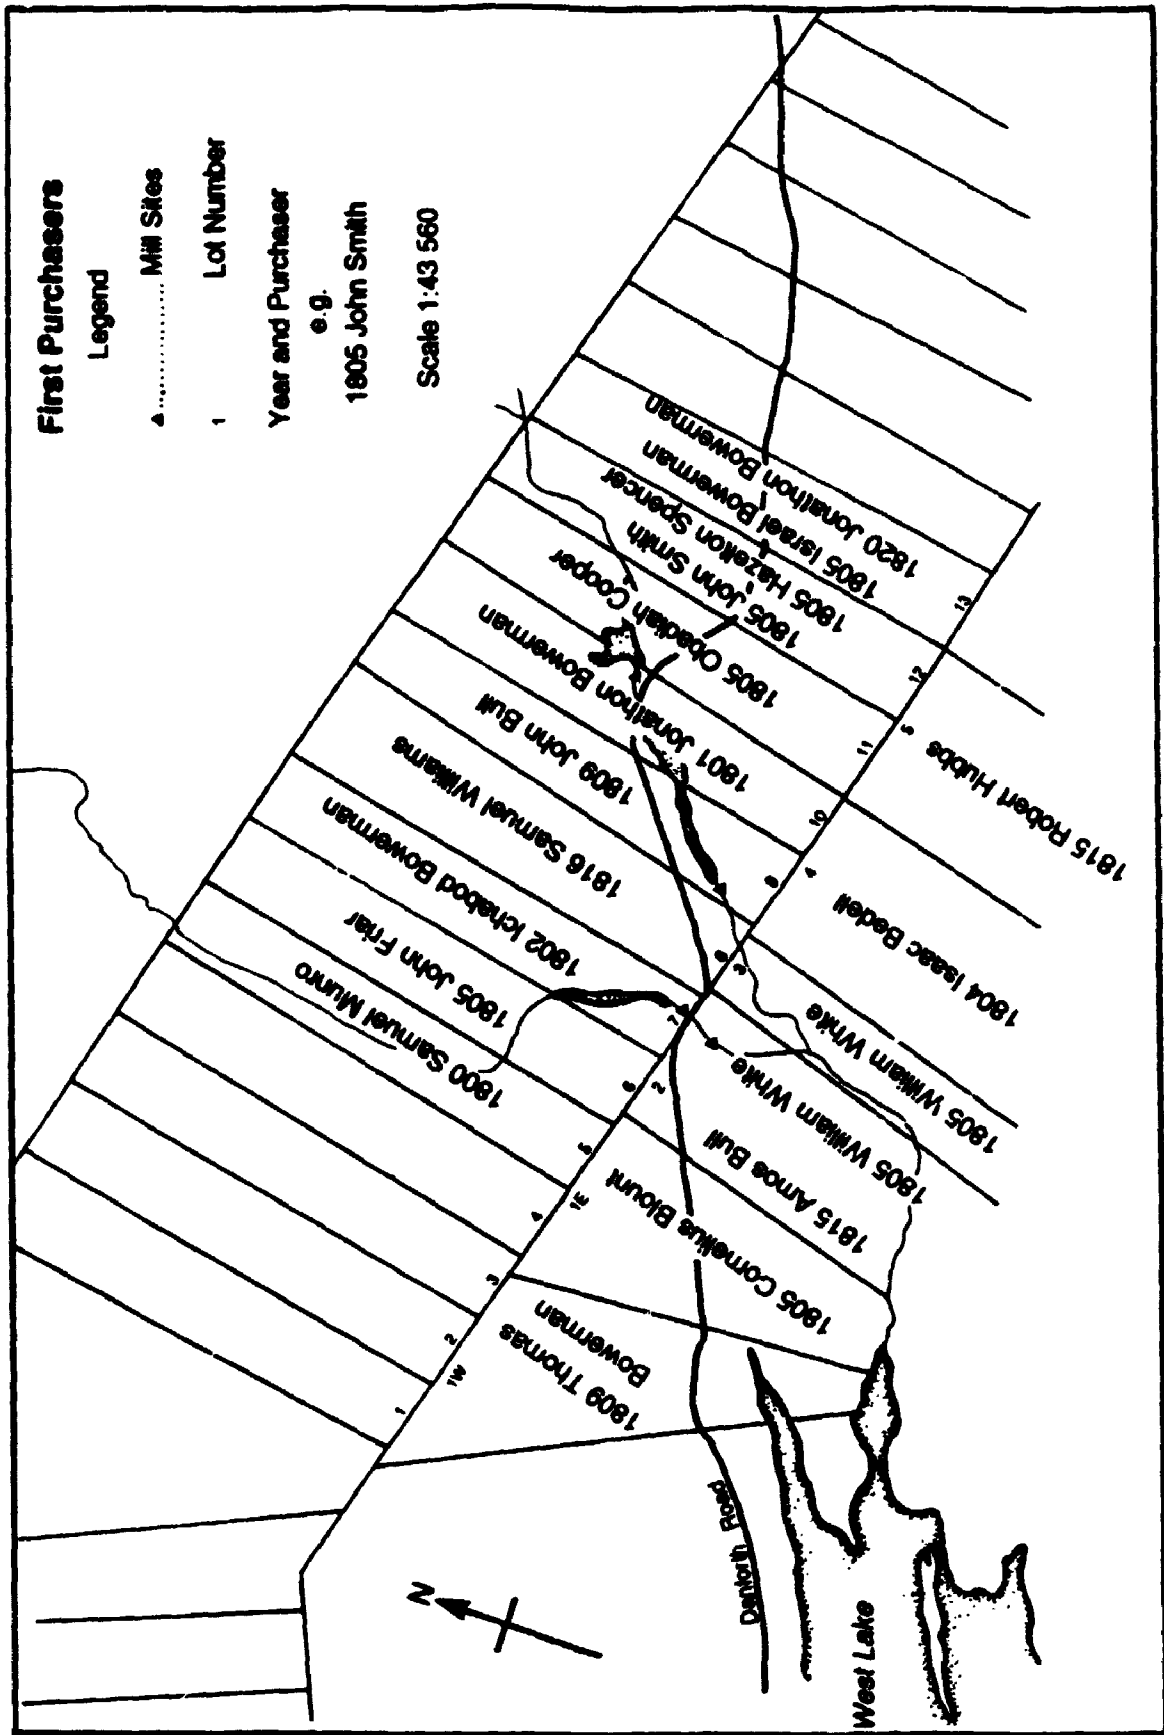 First Purchasers
Legend
Mill Sites
1 Lot Number
Year and Purchaser
e.g.
1805 John Smith
Scale 1:43 560
1820 Jonathon Bowerman
1805 Israel Bowerman
1805 Hazelton Spencer
1805 John Smith
1805 Obadiah Cooper
1801 Jonathon Bowerman
1809 John Bull
1816 Samuel Williams
1802 Ichabod Bowerman
1805 John Friar
1800 Samuel Munro
13
12
11
10
9
8
7
6
5
4
3
2
1
5
4
3
2
1E
1W
1815 Robert Hubbs
1804 Isaac Bedell
1805 William White
1805 William White
1815 Amos Bull
1805 Cornelius Blount
1809 Thomas
Bowerman
Danforth Road
N
West Lake